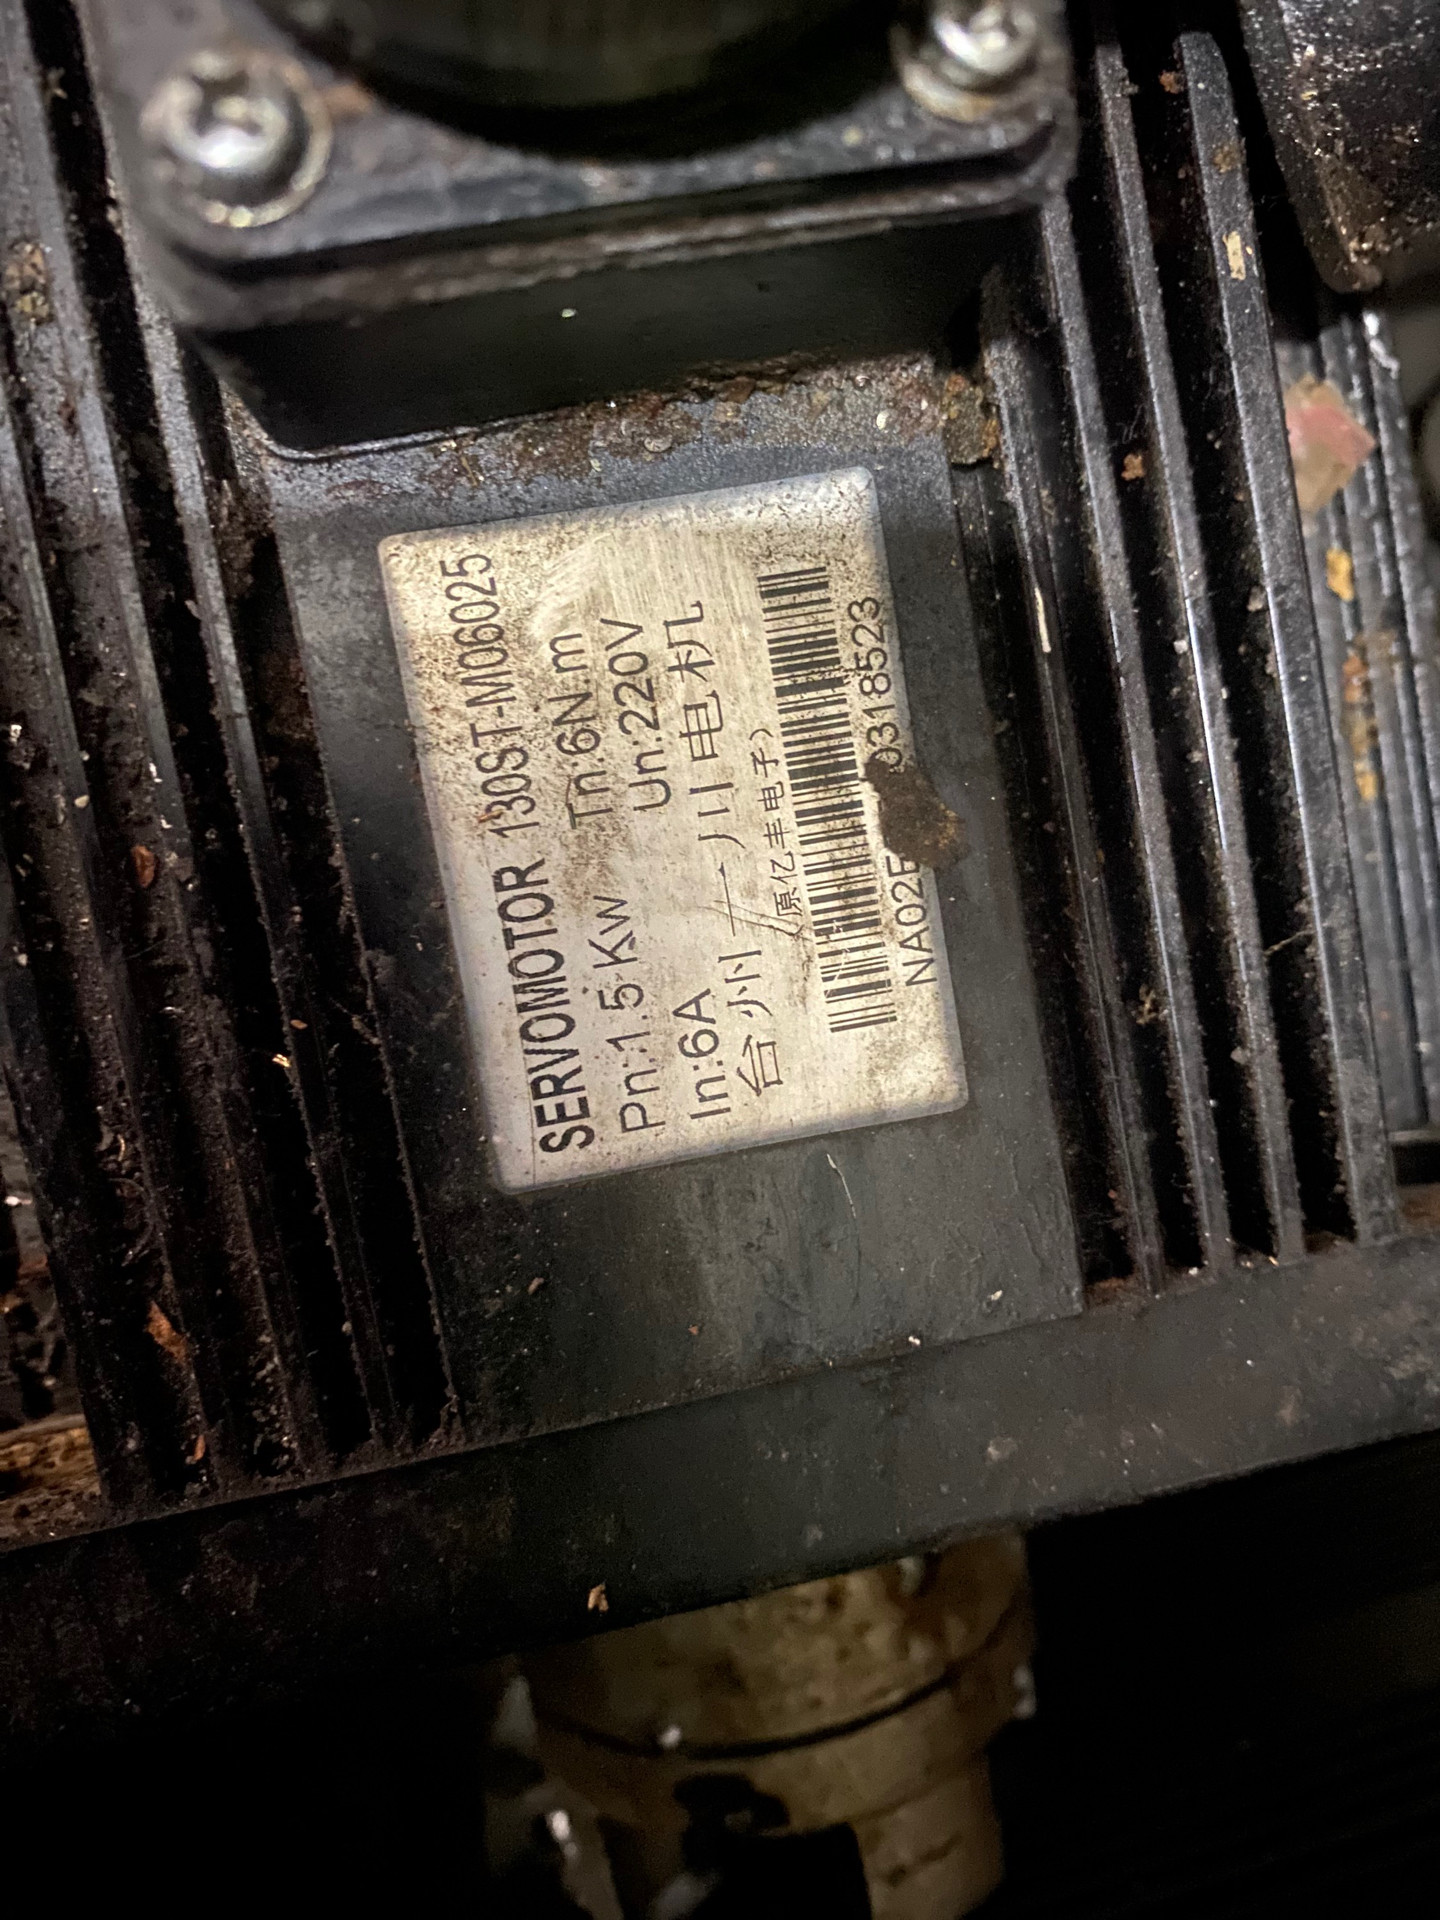 SERVOMOTOR 130ST-M06025
Pn:1.5Kw Tn:6N.m
In:6A Un:220V
台州一川电机
(原亿丰电子)